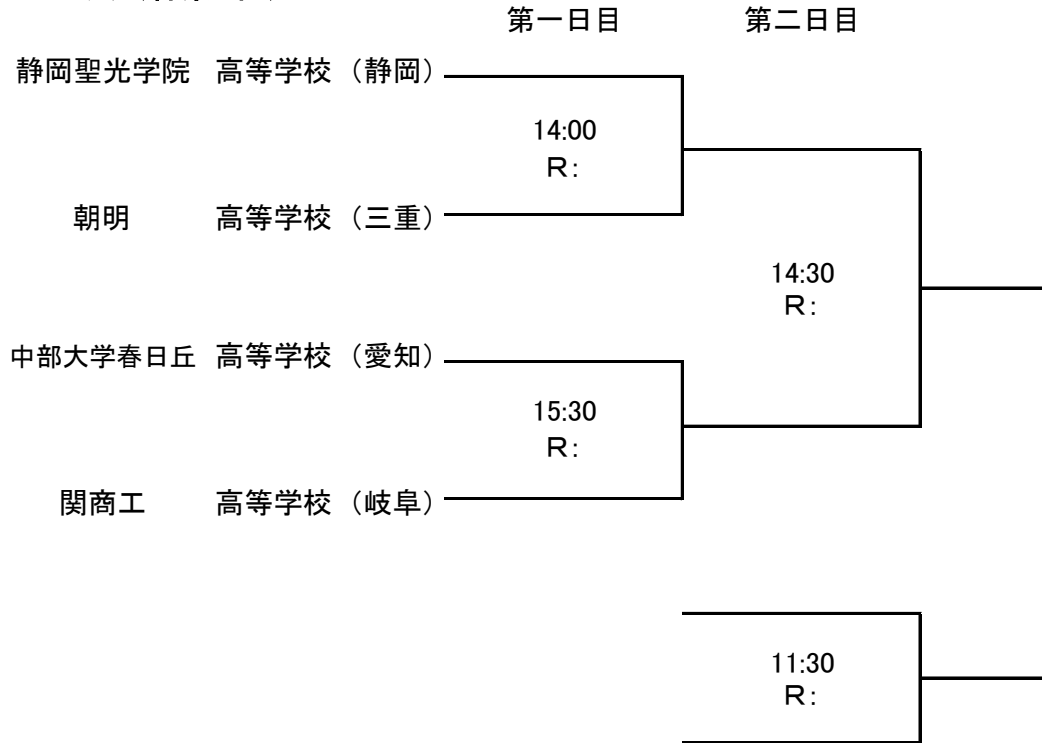 第一日目 第二日目
静岡聖光学院 高等学校 (静岡)
14:00
R:
朝明 高等学校 (三重)
14:30
R:
中部大学春日丘 高等学校 (愛知)
15:30
R:
関商工 高等学校 (岐阜)
11:30
R: